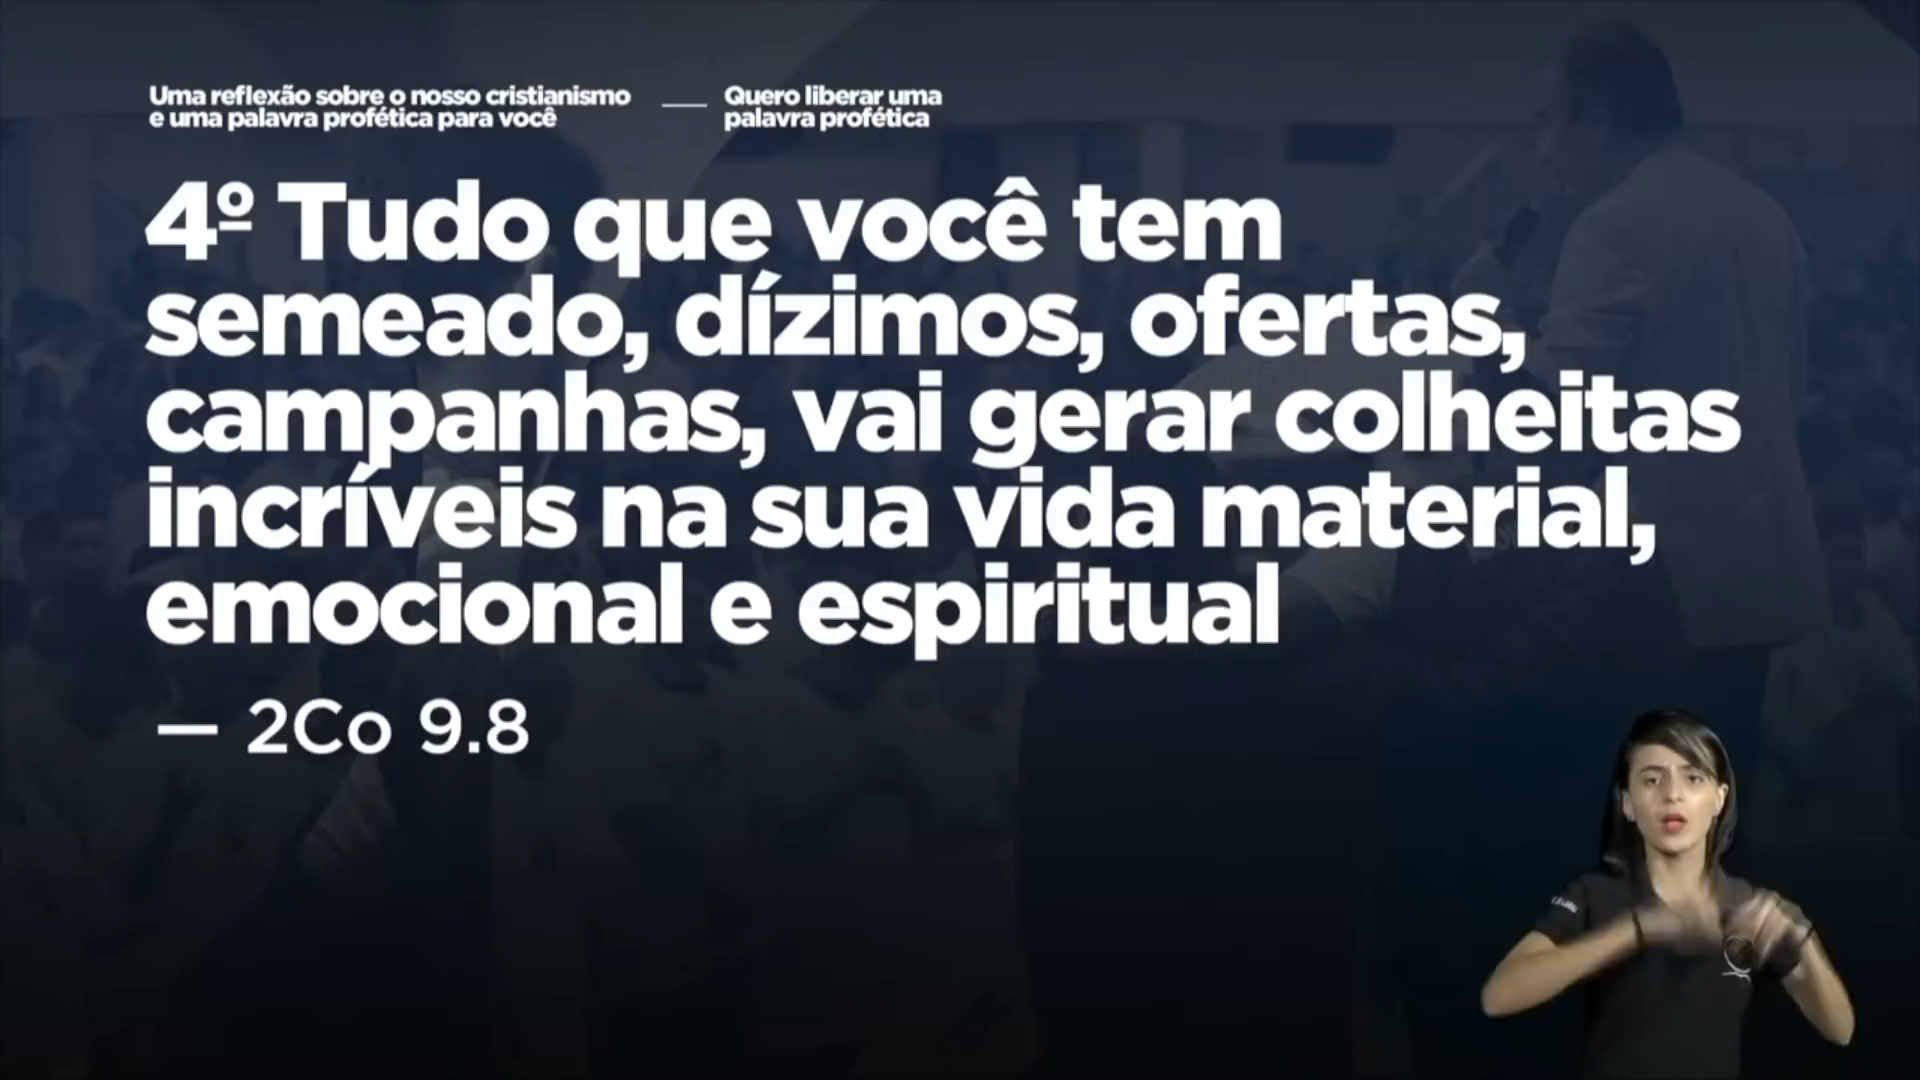 Uma reflexão sobre o nosso cristianismo
e uma palavra profética para você
Quero liberar uma
palavra profética
4º Tudo que você tem
semeado, dízimos, ofertas,
campanhas, vai gerar colheitas
incríveis na sua vida material,
emocional e espiritual
— 2Co 9.8